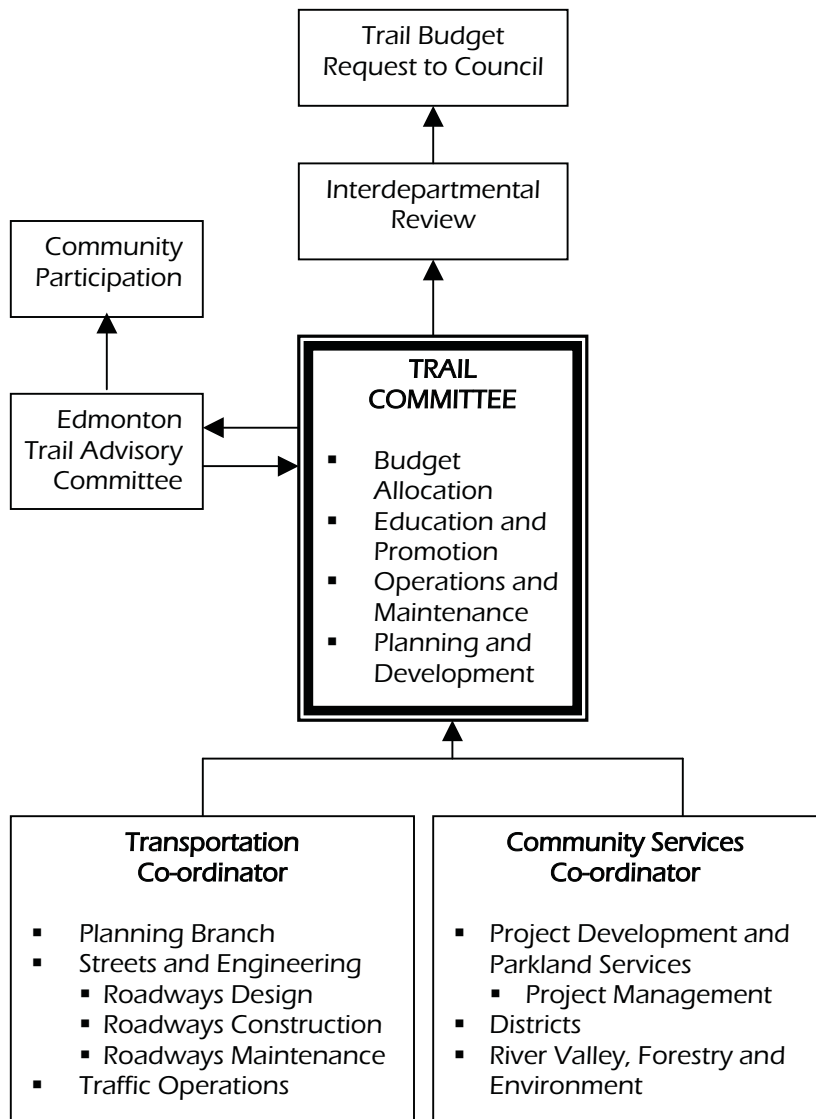 Trail Budget
Request to Council
Interdepartmental
Review
Community
Participation
Edmonton
Trail Advisory
Committee
TRAIL
COMMITTEE
▪ Budget
Allocation
▪ Education and
Promotion
▪ Operations and
Maintenance
▪ Planning and
Development
Transportation
Co-ordinator
▪ Planning Branch
▪ Streets and Engineering
▪ Roadways Design
▪ Roadways Construction
▪ Roadways Maintenance
▪ Traffic Operations
Community Services
Co-ordinator
▪ Project Development and
Parkland Services
▪ Project Management
▪ Districts
▪ River Valley, Forestry and
Environment